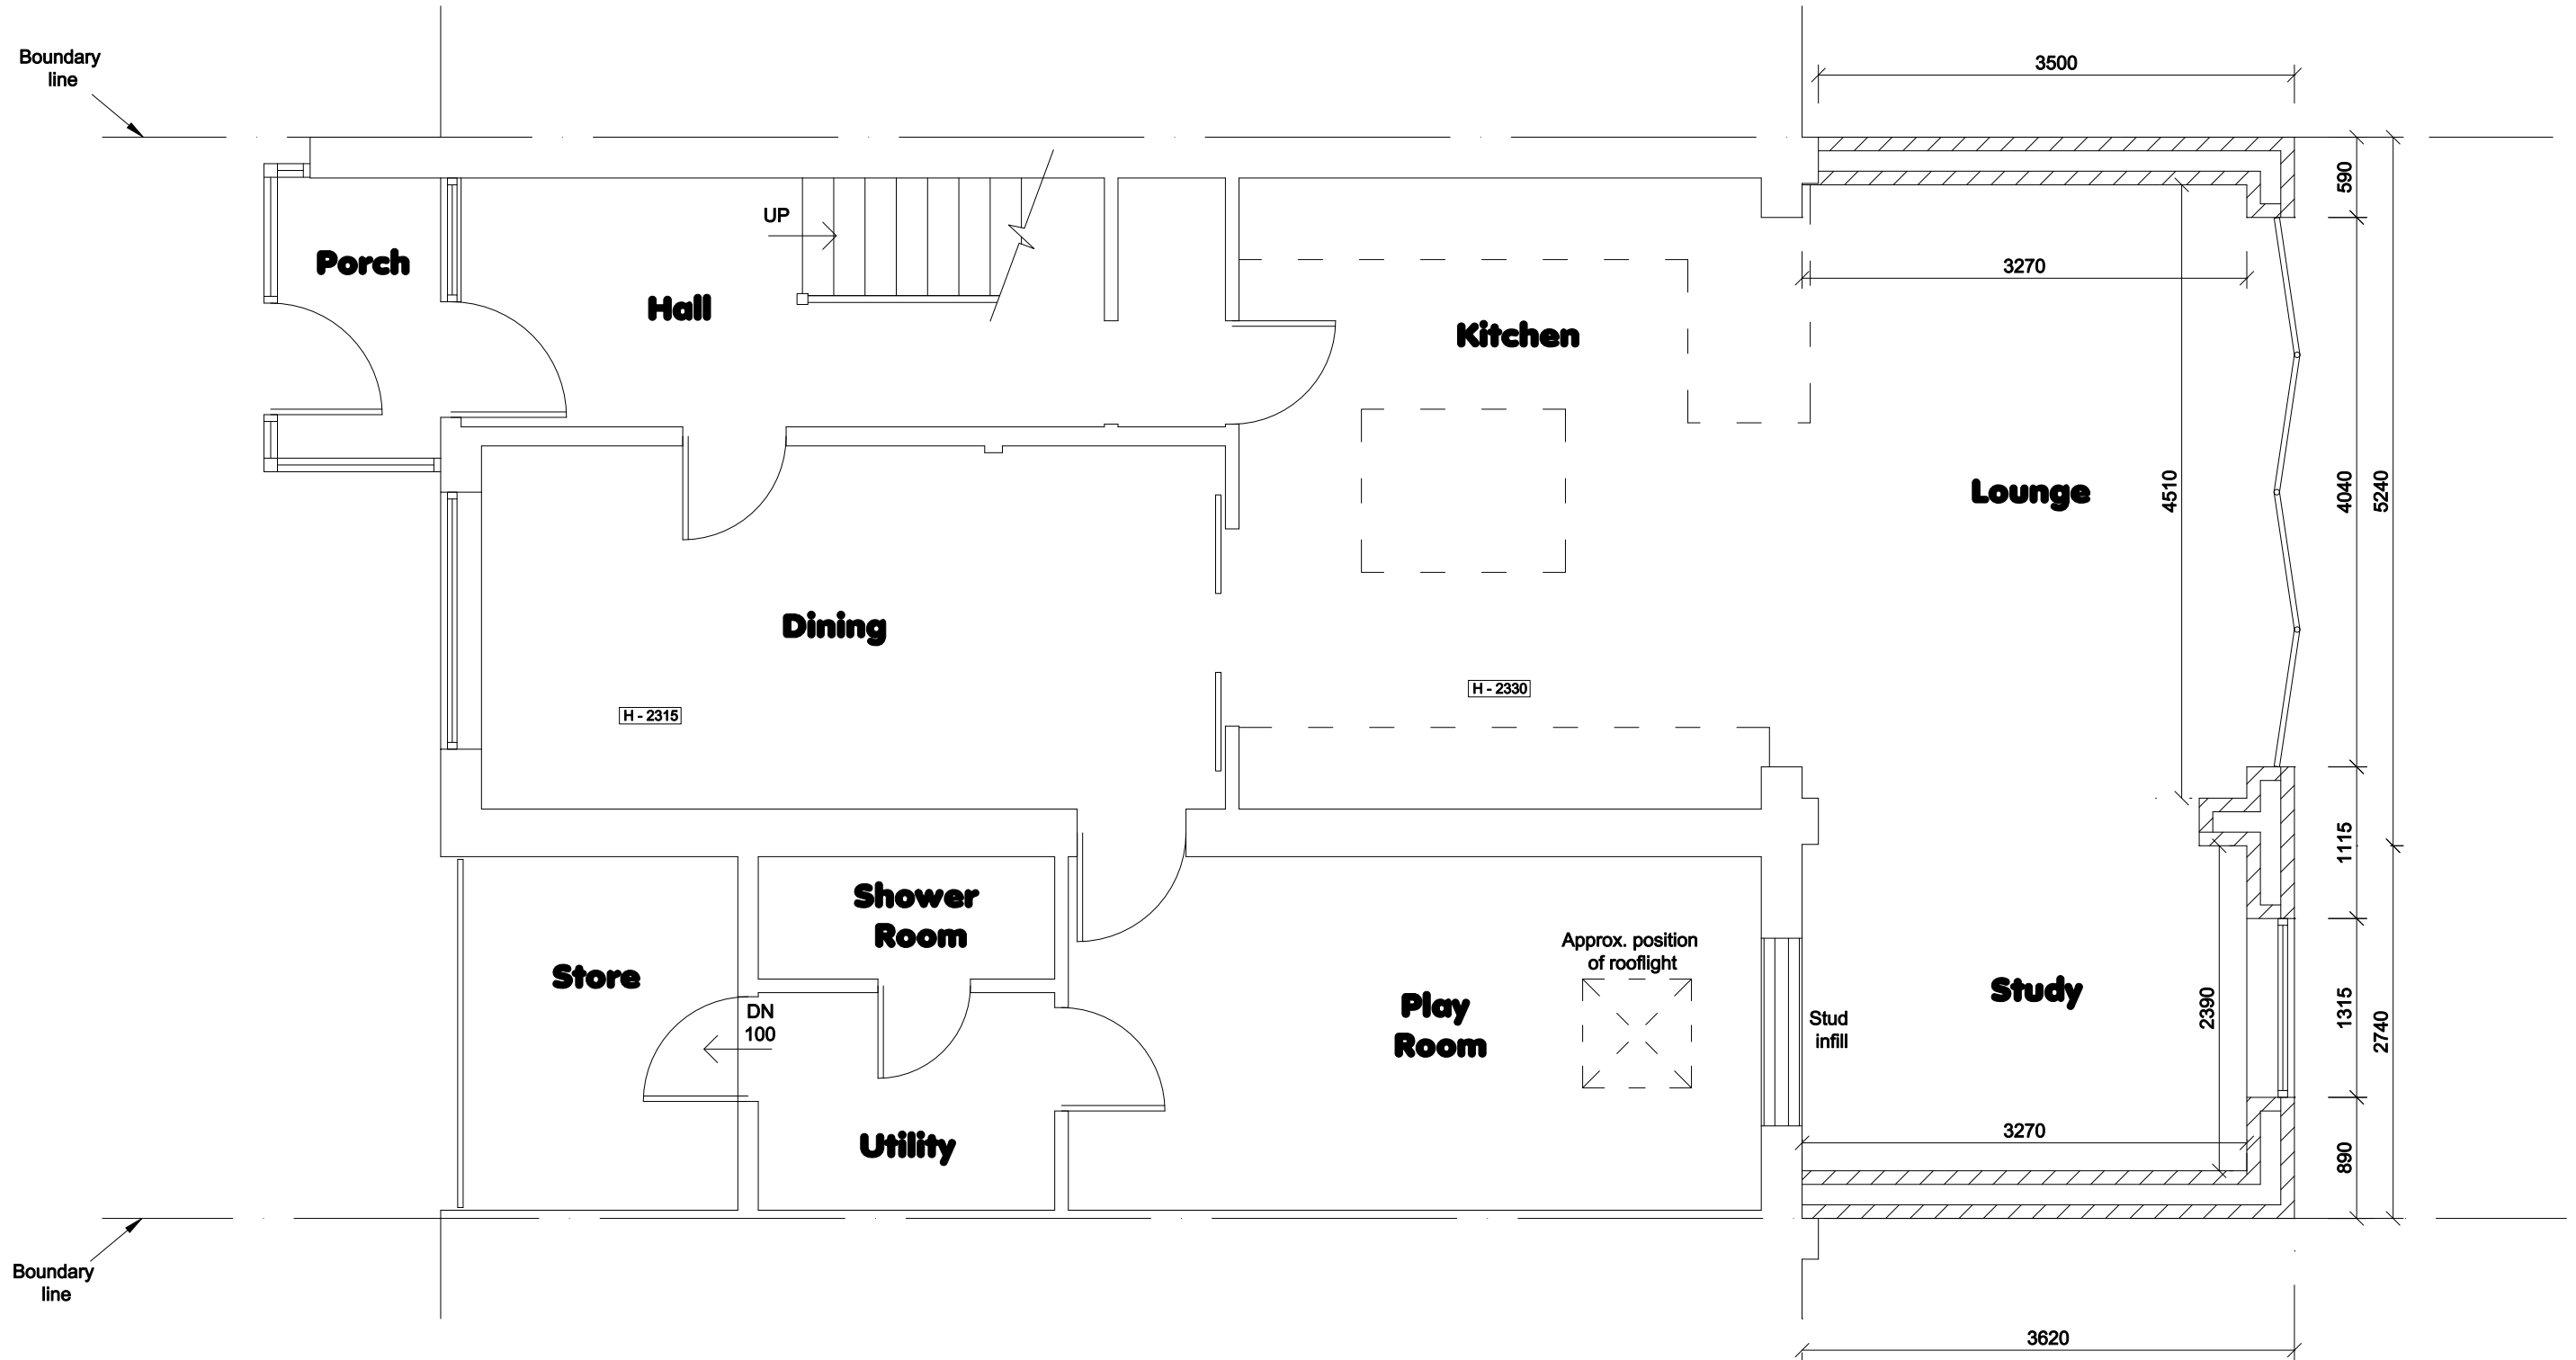 Boundary
line
3500
590
UP
Porch
3270
Hall
Kitchen
4510
Lounge
4040
5240
Dining
H - 2330
H - 2315
1115
Shower
Room
Approx. position
of rooflight
Store
Study
Play
Room
DN
100
Stud
infill
2390
1315
2740
3270
Utility
890
Boundary
line
3620